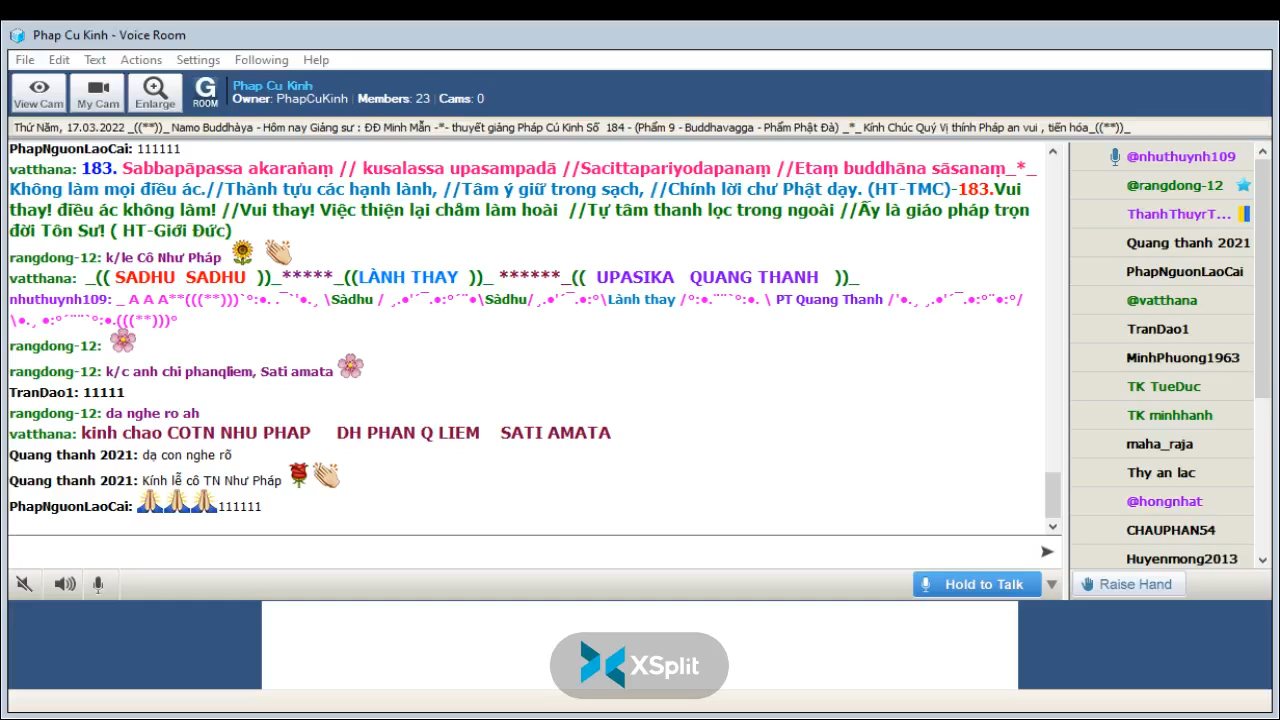 Phap Cu Kinh - Voice Room
File Edit Text Actions Settings Following Help
View Cam My Cam Enlarge G ROOM
Phap Cu Kinh
Owner: PhapCuKinh | Members: 23 | Cams: 0
Thứ Năm, 17.03.2022 _((**))_ Namo Buddhàya - Hôm nay Giảng sư : ĐĐ Minh Mẫn -*- thuyết giảng Pháp Cú Kinh Số 184 - (Phẩm 9 - Buddhavagga - Phẩm Phật Đà) _*_ Kính Chúc Quý Vị thính Pháp an vui , tiến hóa_((**))_
PhapNguonLaoCai: 111111
vatthana: 183. Sabbapāpassa akaraṅaṃ // kusalassa upasampadā //Sacittapariyodapanaṃ //Etaṃ buddhāna sāsanaṃ_*_
Không làm mọi điều ác.//Thành tựu các hạnh lành, //Tâm ý giữ trong sạch, //Chính lời chư Phật dạy. (HT-TMC)-183.Vui
thay! điều ác không làm! //Vui thay! Việc thiện lại chăm làm hoài //Tự tâm thanh lọc trong ngoài //Ấy là giáo pháp trọn
đời Tôn Sư! ( HT-Giới Đức)
rangdong-12: k/le Cô Như Pháp
vatthana: _(( SADHU SADHU ))_*****_((LÀNH THAY ))_ ******_(( UPASIKA QUANG THANH ))_
nhuthuynh109: _ A A A**(((**)))`°:•. .¯`'•.¸ \Sàdhu / ¸.•'´¯.•:°´¨•\Sàdhu/¸.•'´¯.•:°\Lành thay /°:•.¨¨`°:•. \ PT Quang Thanh /'•.¸ ¸.•'´¯.•:°¨•:°/
\•.¸ •:°´¨¨`°:•.(((**)))°
rangdong-12:
rangdong-12: k/c anh chi phanqliem, Sati amata
TranDao1: 11111
rangdong-12: da nghe ro ah
vatthana: kinh chao COTN NHU PHAP DH PHAN Q LIEM SATI AMATA
Quang thanh 2021: dạ con nghe rõ
Quang thanh 2021: Kính lễ cô TN Như Pháp
PhapNguonLaoCai: 111111
@nhuthuynh109
@rangdong-12
ThanhThuyrT...
Quang thanh 2021
PhapNguonLaoCai
@vatthana
TranDao1
MinhPhuong1963
TK TueDuc
TK minhhanh
maha_raja
Thy an lac
@hongnhat
CHAUPHAN54
Huyenmong2013
Hold to Talk
Raise Hand
XSplit